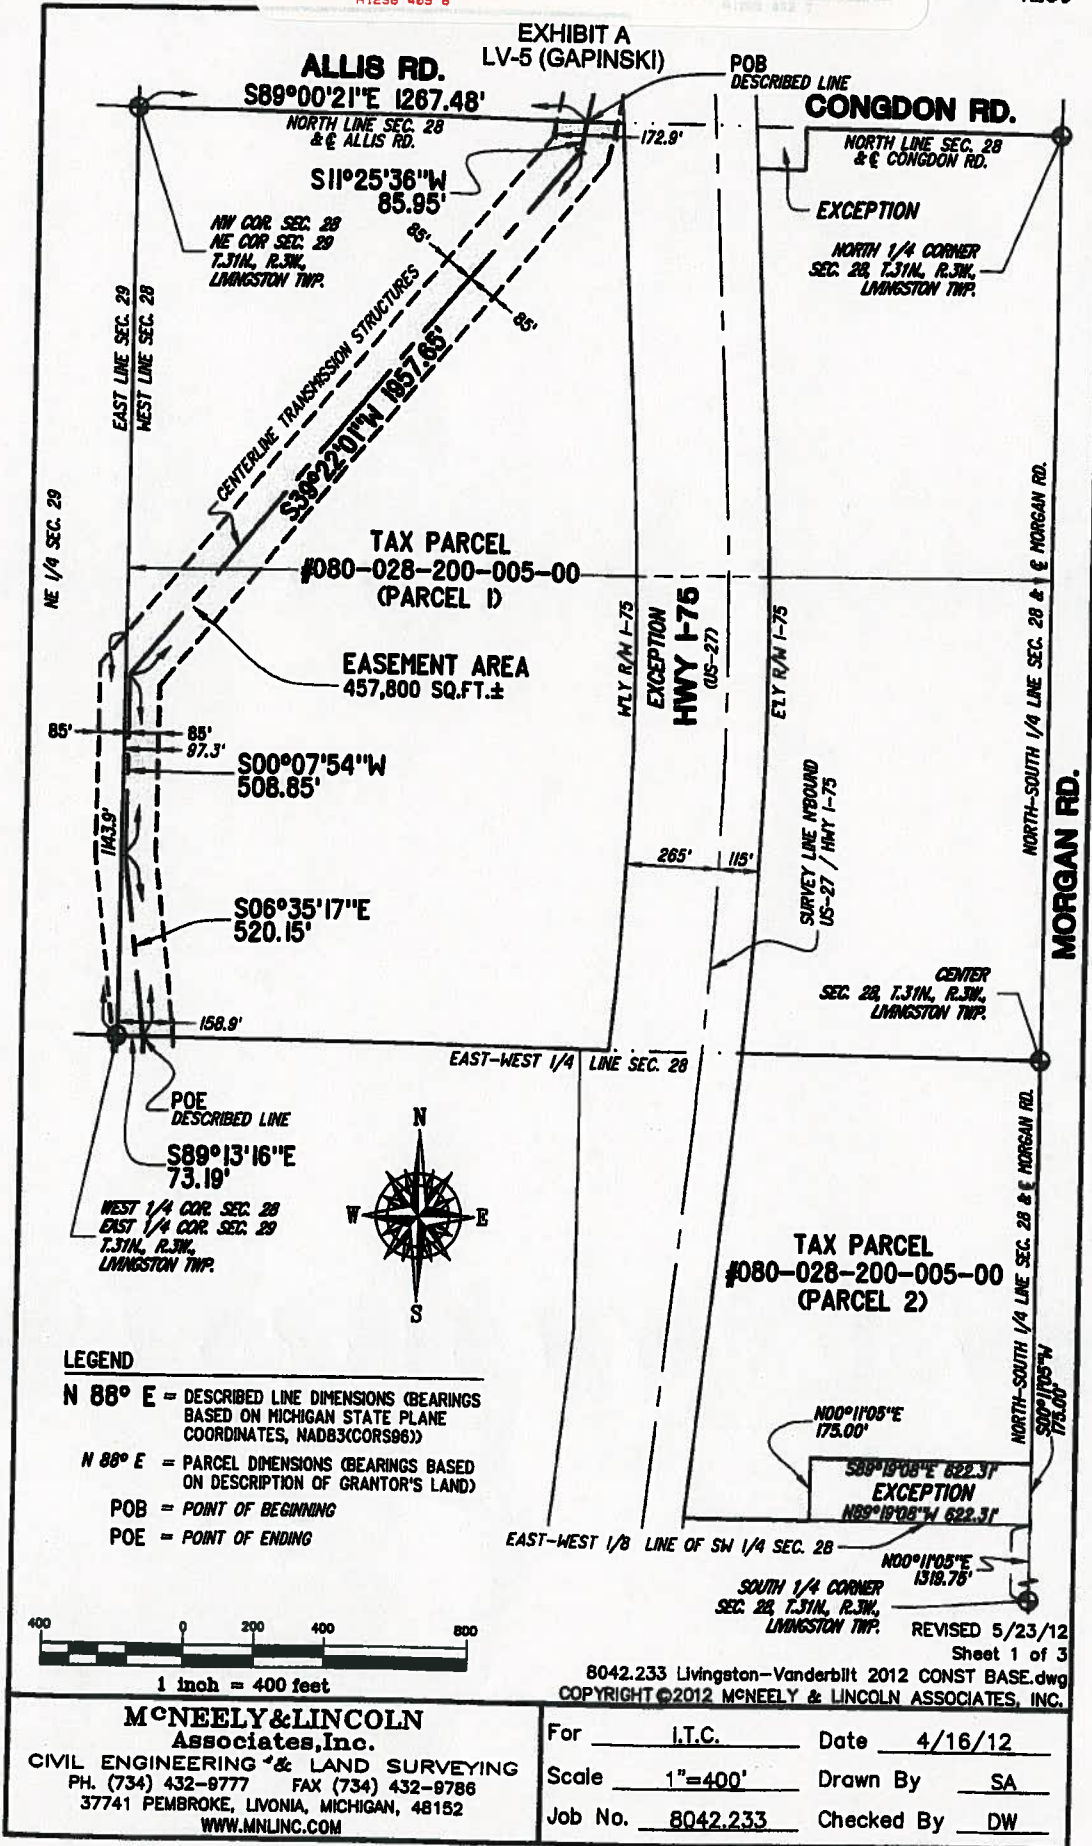 EXHIBIT A
LV-5 (GAPINSKI)
ALLIS RD.
S89°00'21"E 1267.48'
NORTH LINE SEC. 28
& ℄ ALLIS RD.
POB
DESCRIBED LINE
CONGDON RD.
NORTH LINE SEC. 28
& ℄ CONGDON RD.
172.9'
S11°25'36"W
85.95'
EXCEPTION
NW COR. SEC. 28
NE COR SEC. 29
T.31N., R.3W.,
LIVINGSTON TWP.
NORTH 1/4 CORNER
SEC. 28, T.31N., R.3W.,
LIVINGSTON TWP.
85'
85'
EAST LINE SEC. 29
WEST LINE SEC. 28
CENTERLINE TRANSMISSION STRUCTURES
S39°22'01"W 1957.65'
NE 1/4 SEC. 29
TAX PARCEL
#080-028-200-005-00
(PARCEL 1)
EASEMENT AREA
457,800 SQ.FT.±
WLY R/W I-75
EXCEPTION
HWY I-75
(US-27)
E'LY R/W I-75
NORTH-SOUTH 1/4 LINE SEC. 28 & ℄ MORGAN RD.
MORGAN RD.
85'
85'
97.3'
S00°07'54"W
508.85'
1143.9'
265'
115'
SURVEY LINE N'BOUND
US-27 / HWY I-75
S06°35'17"E
520.15'
CENTER
SEC. 28, T.31N., R.3W.,
LIVINGSTON TWP.
158.9'
EAST-WEST 1/4 LINE SEC. 28
POE
DESCRIBED LINE
S89°13'16"E
73.19'
WEST 1/4 COR. SEC. 28
EAST 1/4 COR. SEC. 29
T.31N., R.3W.,
LIVINGSTON TWP.
N
W
E
S
TAX PARCEL
#080-028-200-005-00
(PARCEL 2)
NORTH-SOUTH 1/4 LINE SEC. 28 & ℄ MORGAN RD.
S00°11'05"W
175.00'
LEGEND
N 88° E = DESCRIBED LINE DIMENSIONS (BEARINGS
BASED ON MICHIGAN STATE PLANE
COORDINATES, NAD83(CORS96))
N 88° E = PARCEL DIMENSIONS (BEARINGS BASED
ON DESCRIPTION OF GRANTOR'S LAND)
POB = POINT OF BEGINNING
POE = POINT OF ENDING
N00°11'05"E
175.00'
S89°19'08"E 622.31'
EXCEPTION
N89°19'08"W 622.31'
EAST-WEST 1/8 LINE OF SW 1/4 SEC. 28
N00°11'05"E
1319.75'
SOUTH 1/4 CORNER
SEC. 28, T.31N., R.3W.,
LIVINGSTON TWP.
REVISED 5/23/12
Sheet 1 of 3
400 0 200 400 800
1 inch = 400 feet
8042.233 Livingston-Vanderbilt 2012 CONST BASE.dwg
COPYRIGHT © 2012 McNEELY & LINCOLN ASSOCIATES, INC.
McNEELY & LINCOLN
Associates, Inc.
CIVIL ENGINEERING & LAND SURVEYING
PH. (734) 432-9777 FAX (734) 432-9786
37741 PEMBROKE, LIVONIA, MICHIGAN, 48152
WWW.MNLINC.COM
For I.T.C. Date 4/16/12
Scale 1"=400' Drawn By SA
Job No. 8042.233 Checked By DW